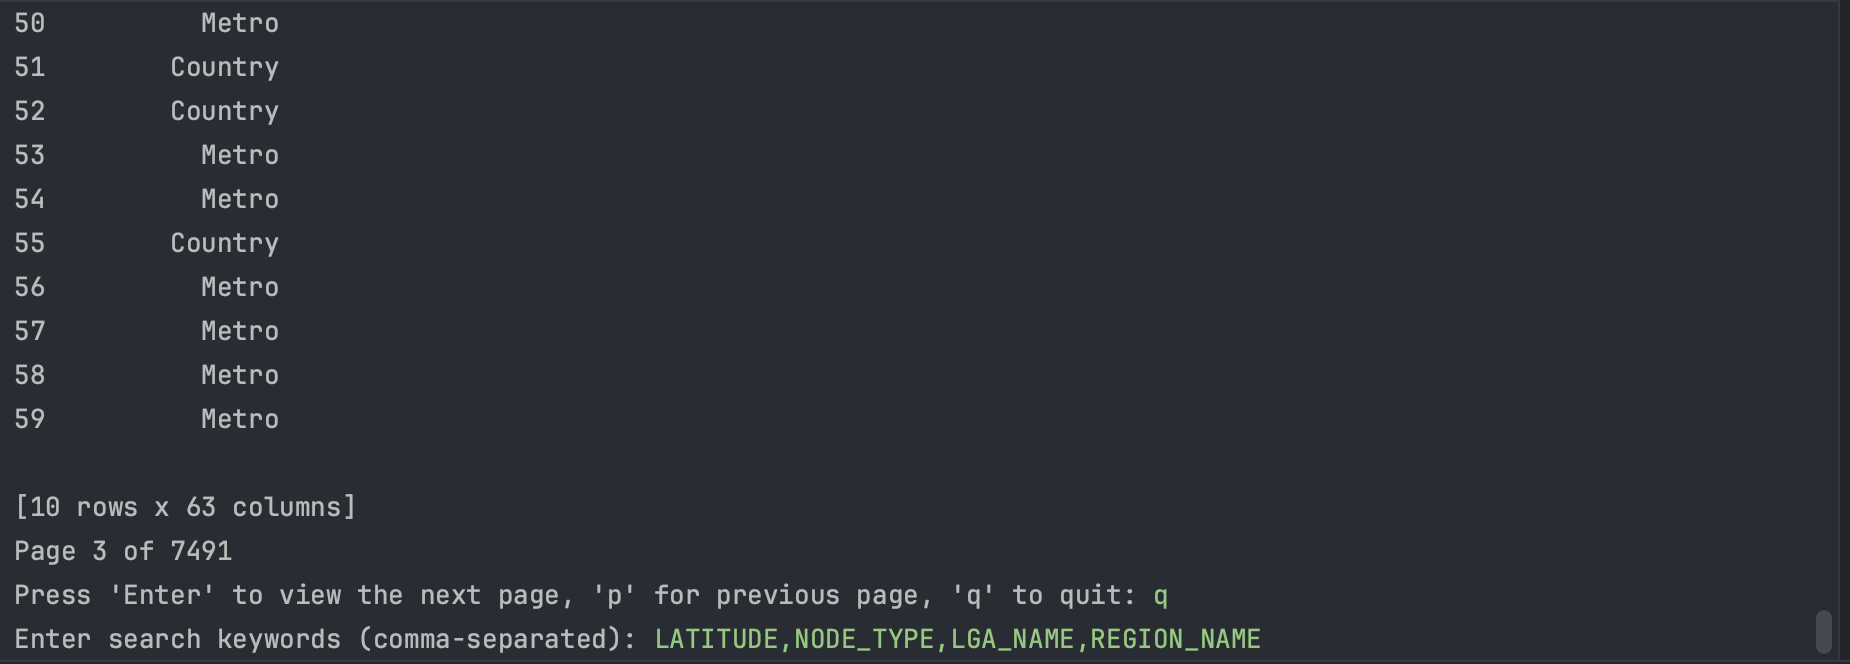 50          Metro
51        Country
52        Country
53          Metro
54          Metro
55        Country
56          Metro
57          Metro
58          Metro
59          Metro
[10 rows x 63 columns]
Page 3 of 7491
Press 'Enter' to view the next page, 'p' for previous page, 'q' to quit: q
Enter search keywords (comma-separated): LATITUDE,NODE_TYPE,LGA_NAME,REGION_NAME